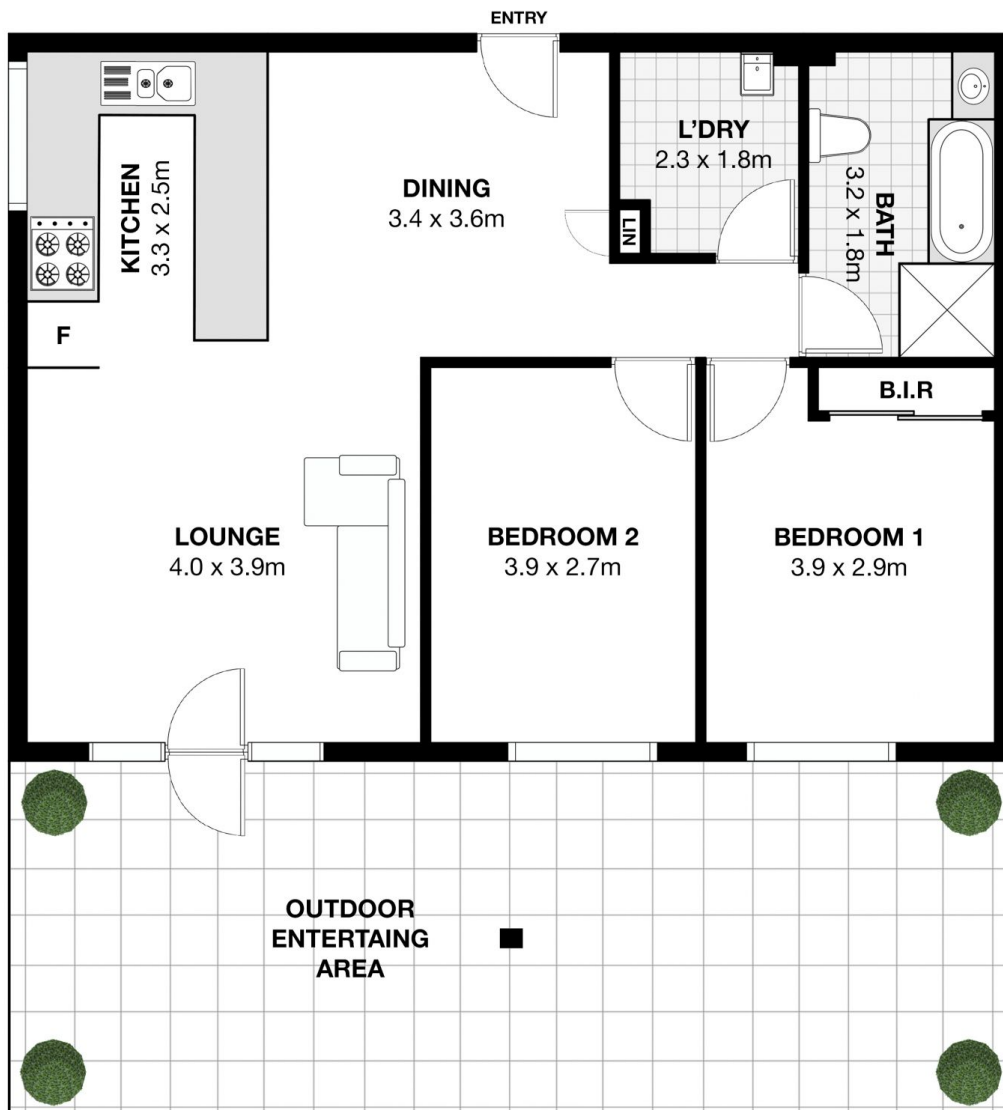 ENTRY
KITCHEN
3.3 x 2.5m
DINING
3.4 x 3.6m
L'DRY
2.3 x 1.8m
BATH
3.2 x 1.8m
LIN
F
B.I.R
LOUNGE
4.0 x 3.9m
BEDROOM 2
3.9 x 2.7m
BEDROOM 1
3.9 x 2.9m
OUTDOOR
ENTERTAING
AREA